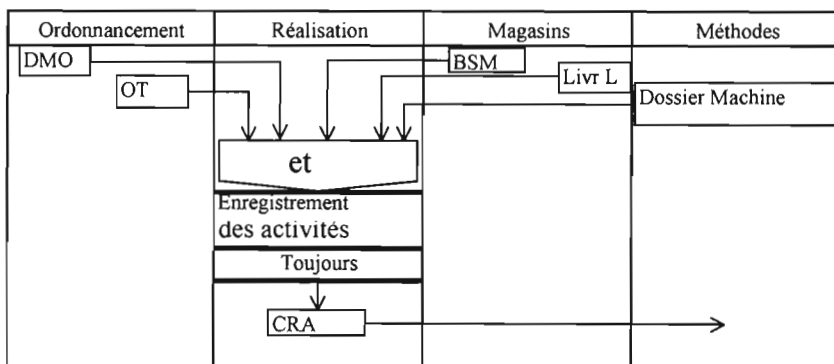 Ordonnancement Réalisation Magasins Méthodes
DMO
BSM
Livr L
OT
Dossier Machine
et
Enregistrement
des activités
Toujours
CRA